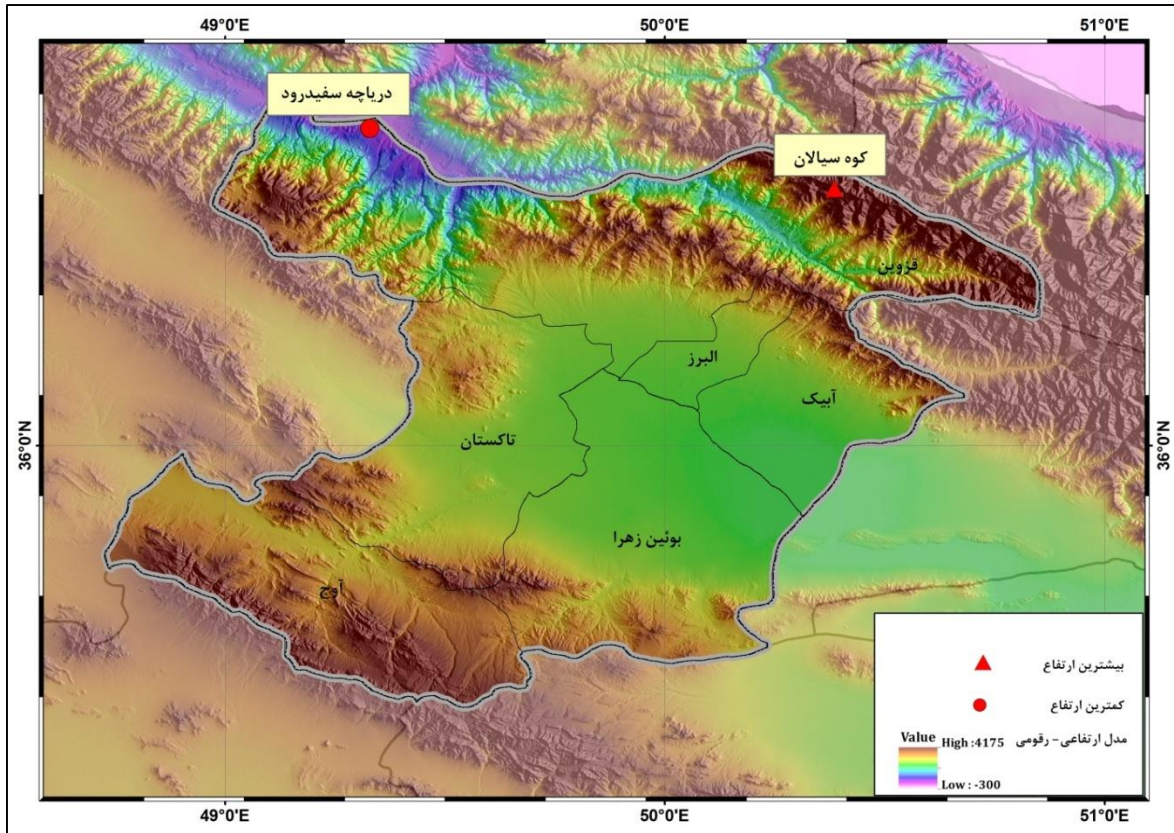 49°0'E 50°0'E 51°0'E
دریاچه سفیدرود
کوه سیالان
قزوین
البرز
آبیک
36°0'N 36°0'N
تاکستان
بوئین زهرا
آوج
بیشترین ارتفاع
کمترین ارتفاع
مدل ارتفاعی - رقومی
Value
High :4175
Low : -300
49°0'E 50°0'E 51°0'E